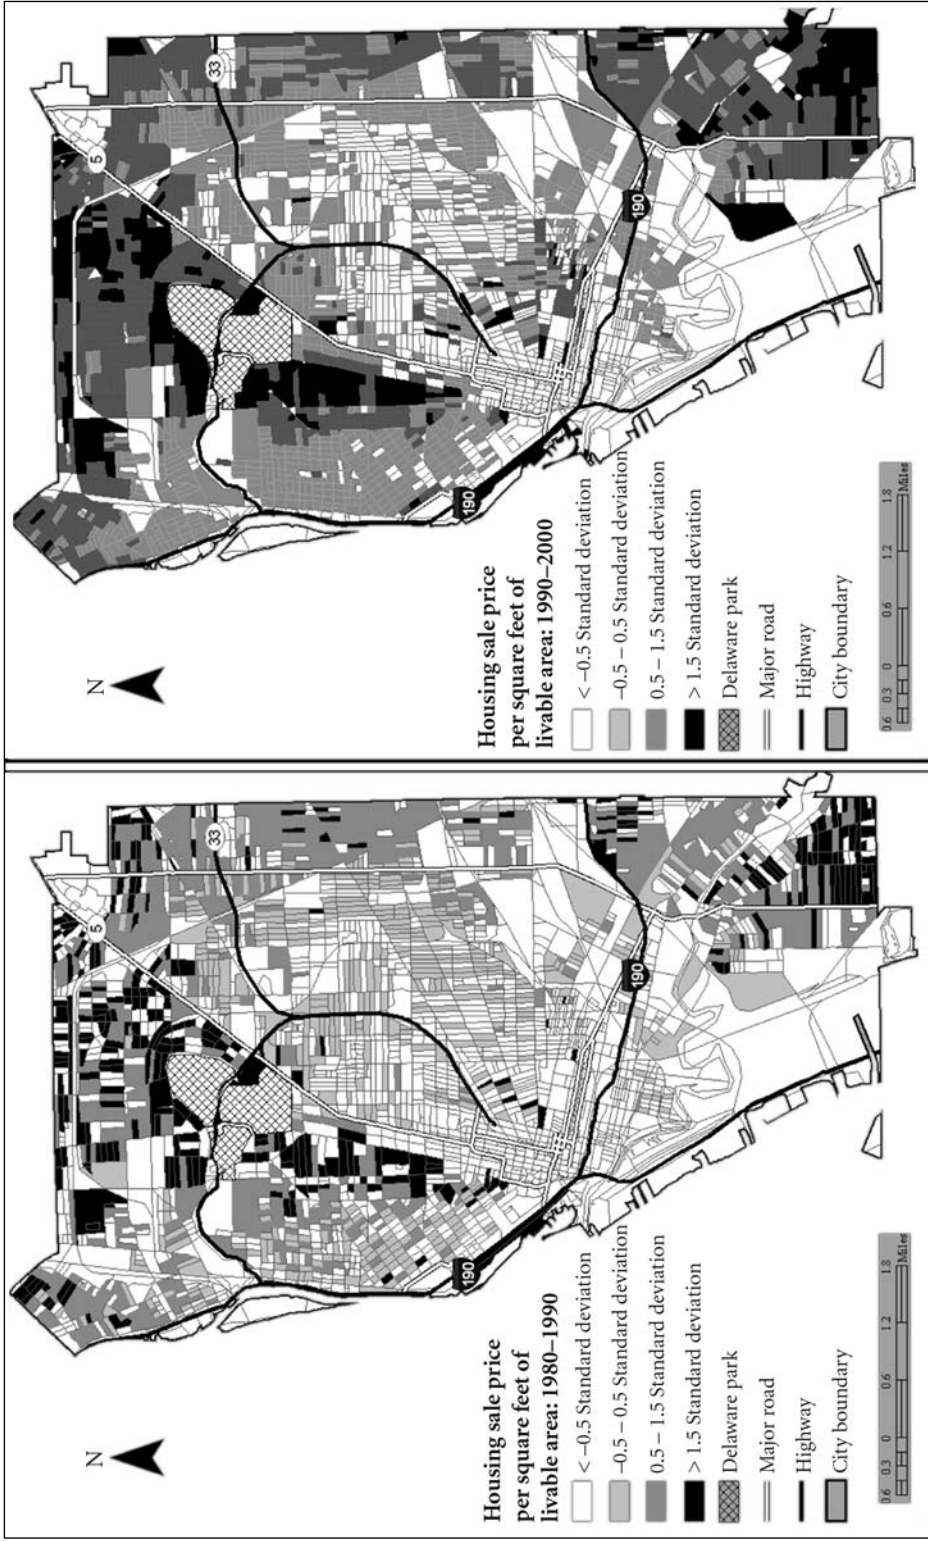 N
5
33
190
190
Housing sale price
per square feet of
livable area: 1980–1990
< –0.5 Standard deviation
–0.5 – 0.5 Standard deviation
0.5 – 1.5 Standard deviation
> 1.5 Standard deviation
Delaware park
Major road
Highway
City boundary
0.6 0.3 0 0.6 1.2 1.8
Miles
N
5
33
190
190
Housing sale price
per square feet of
livable area: 1990–2000
< –0.5 Standard deviation
–0.5 – 0.5 Standard deviation
0.5 – 1.5 Standard deviation
> 1.5 Standard deviation
Delaware park
Major road
Highway
City boundary
0.6 0.3 0 0.6 1.2 1.8
Miles